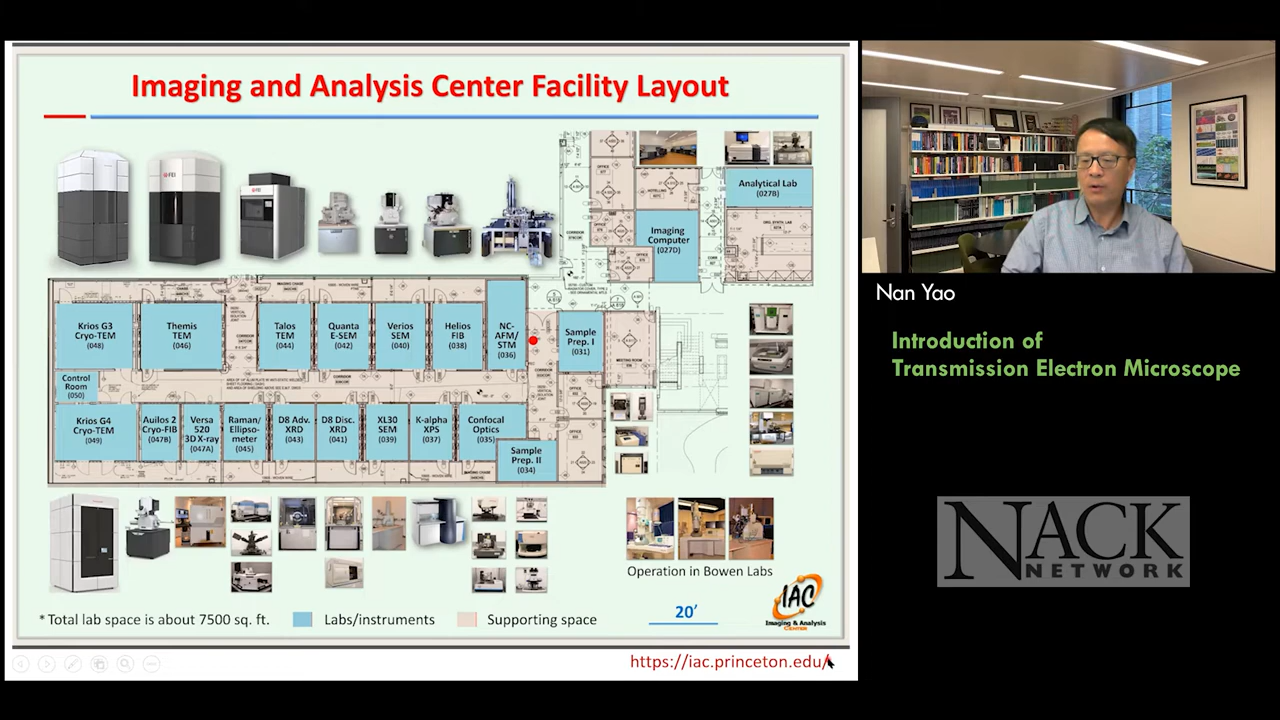 Imaging and Analysis Center Facility Layout
FEI
Analytical Lab
(027B)
Imaging
Computer
(027D)
Krios G3
Cryo-TEM
(048)
Themis
TEM
(046)
Talos
TEM
(044)
Quanta
E-SEM
(042)
Verios
SEM
(040)
Helios
FIB
(038)
NC-
AFM/
STM
(036)
Sample
Prep. I
(031)
Control
Room
(050)
Krios G4
Cryo-TEM
(049)
Auilos 2
Cryo-FIB
(047B)
Versa
520
3D X-ray
(047A)
Raman/
Ellipso-
meter
(045)
D8 Adv.
XRD
(043)
D8 Disc.
XRD
(041)
XL30
SEM
(039)
K-alpha
XPS
(037)
Confocal
Optics
(035)
Sample
Prep. II
(034)
Operation in Bowen Labs
* Total lab space is about 7500 sq. ft.
Labs/instruments
Supporting space
20’
IAC
Imaging & Analysis
CENTER
https://iac.princeton.edu/
Nan Yao
Introduction of
Transmission Electron Microscope
NACK
NETWORK